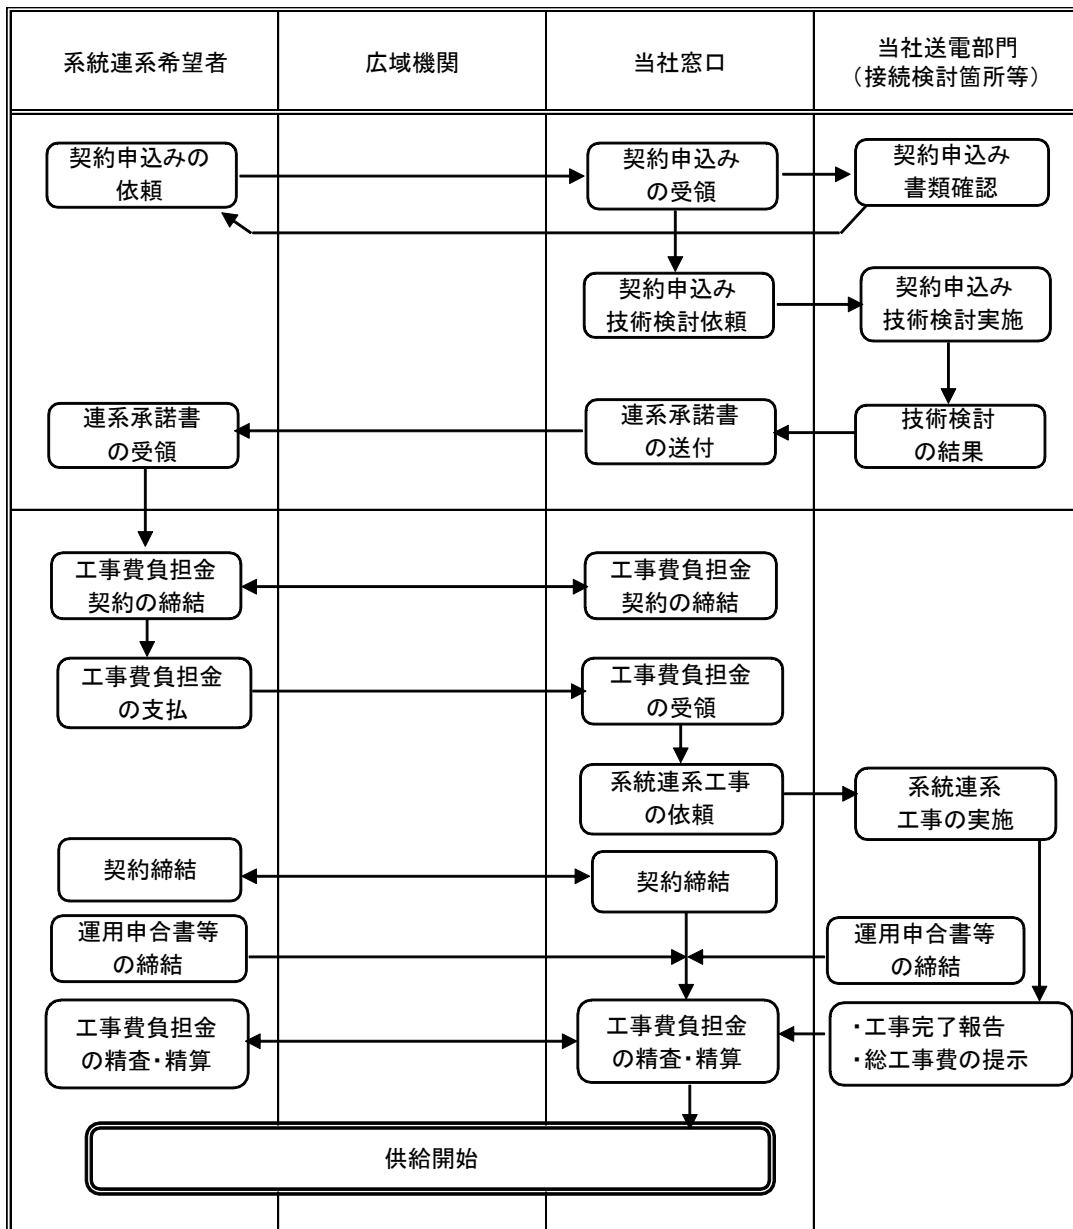 系統連系希望者
広域機関
当社窓口
当社送電部門
（接続検討箇所等）
契約申込みの
依頼
契約申込み
の受領
契約申込み
書類確認
契約申込み
技術検討依頼
契約申込み
技術検討実施
連系承諾書
の受領
連系承諾書
の送付
技術検討
の結果
工事費負担金
契約の締結
工事費負担金
契約の締結
工事費負担金
の支払
工事費負担金
の受領
系統連系工事
の依頼
系統連系
工事の実施
契約締結
契約締結
運用申合書等
の締結
運用申合書等
の締結
工事費負担金
の精査・精算
工事費負担金
の精査・精算
・工事完了報告
・総工事費の提示
供給開始